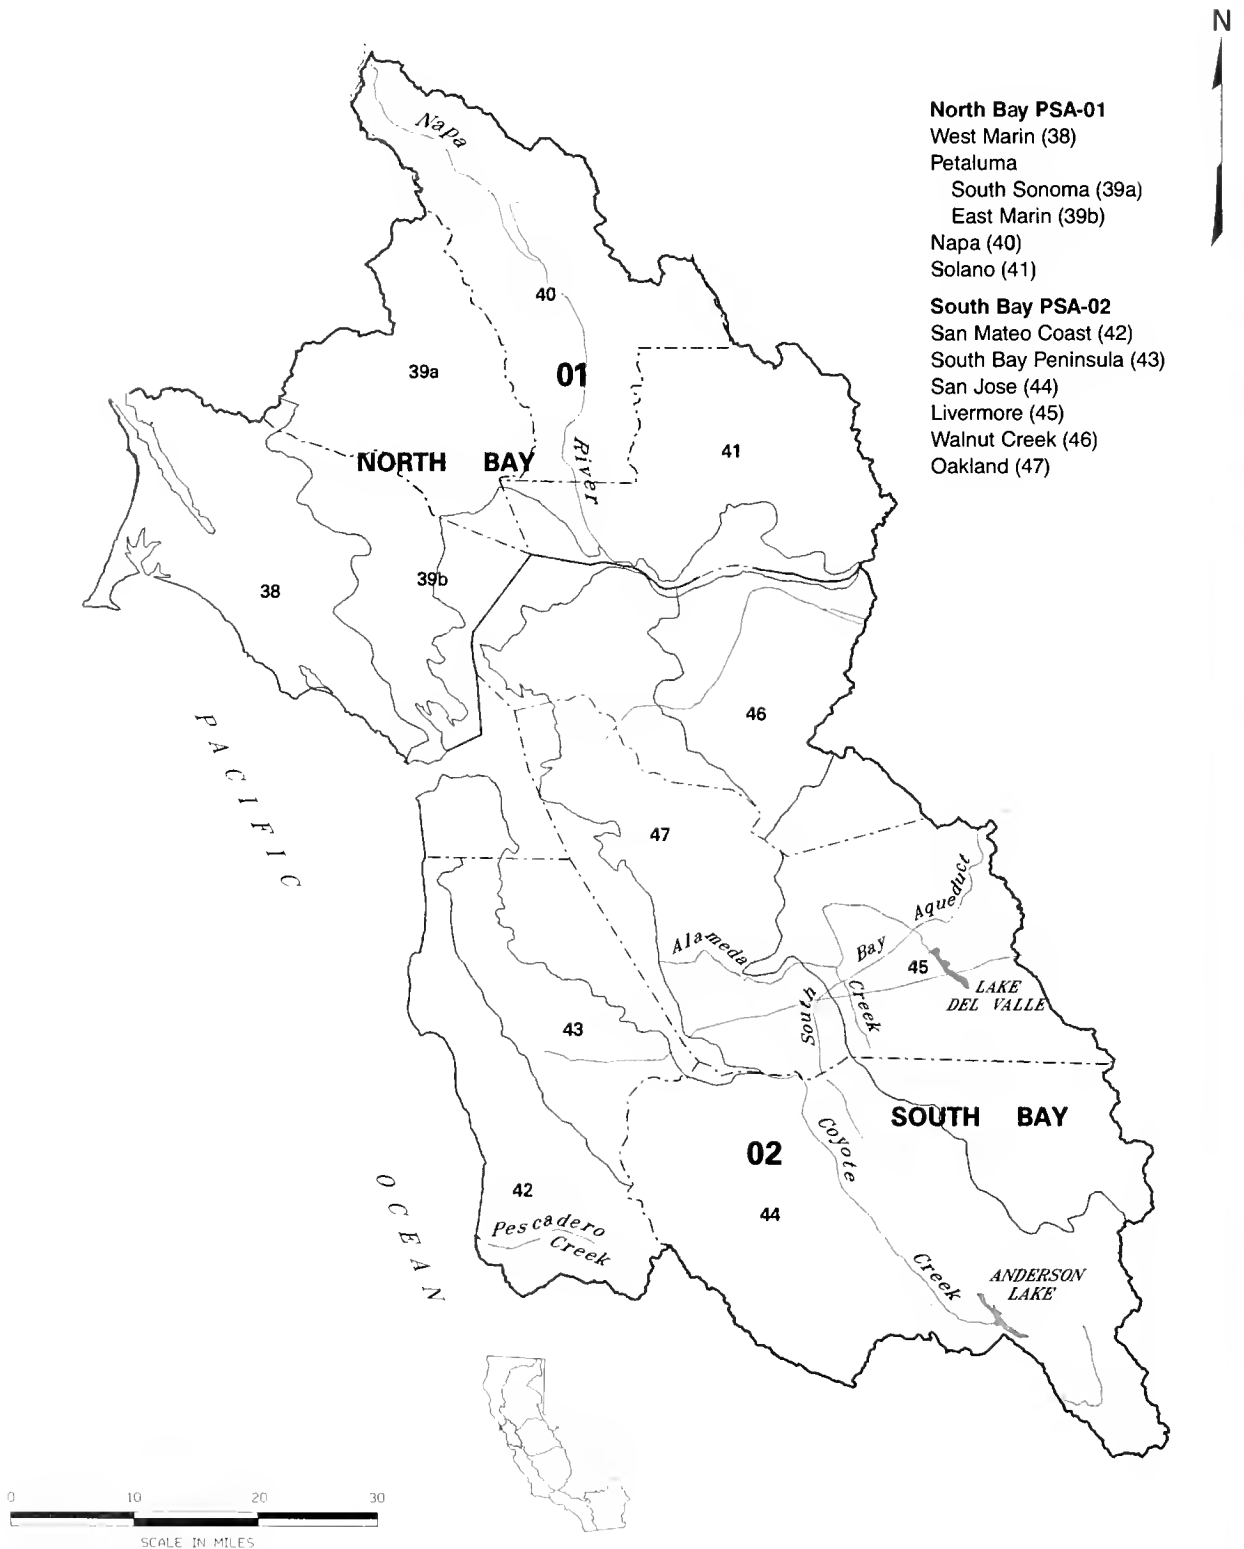 N
North Bay PSA-01
West Marin (38)
Petaluma
South Sonoma (39a)
East Marin (39b)
Napa (40)
Solano (41)
South Bay PSA-02
San Mateo Coast (42)
South Bay Peninsula (43)
San Jose (44)
Livermore (45)
Walnut Creek (46)
Oakland (47)
Napa
40
39a
01
41
NORTH BAY
River
38
39b
46
PACIFIC
47
Aqueduct
Alameda
Bay
45
LAKE
DEL VALLE
South
Creek
43
SOUTH BAY
02
Coyote
42
44
OCEAN
Pescadero
Creek
Creek
ANDERSON
LAKE
0 10 20 30
SCALE IN MILES